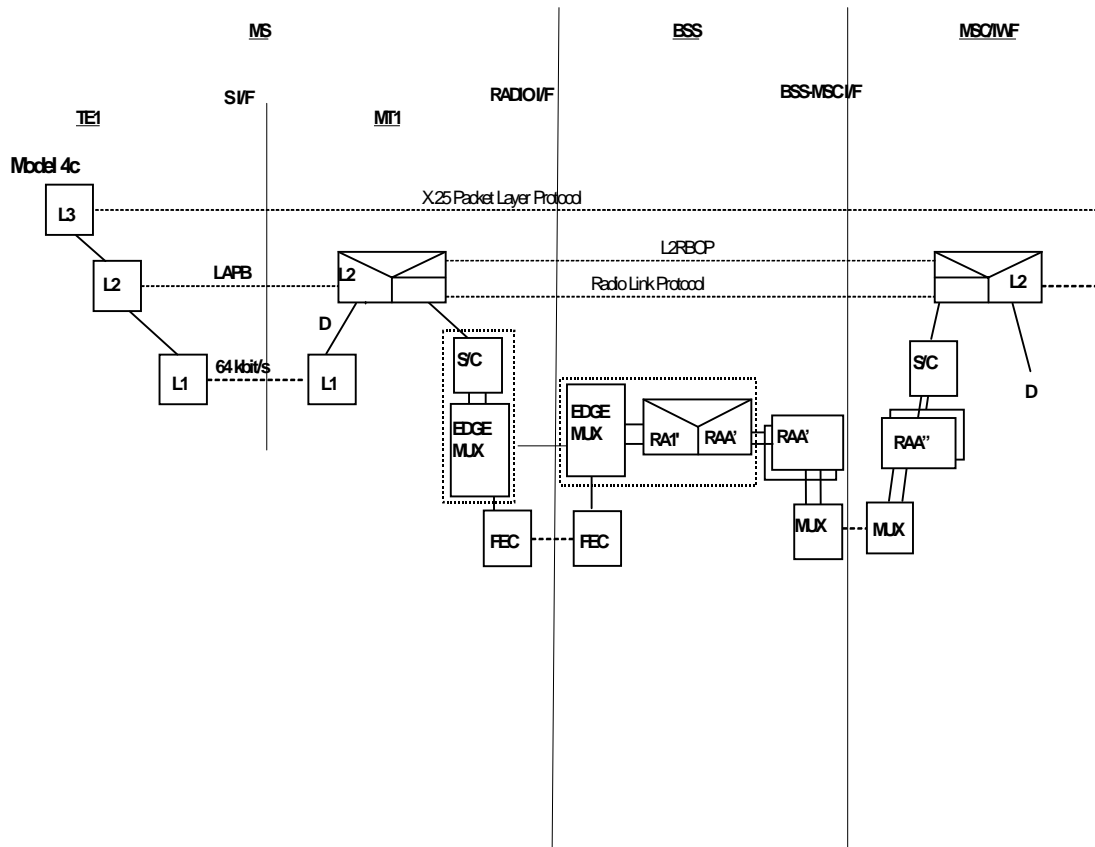 MS
BSS
MSC/IWF
S I/F
RADIO I/F
BSS-MSC I/F
TE1
MT1
Model 4c
L3
X.25 Packet Layer Protocol
L2
LAPB
L2
L2RBOP
Radio Link Protocol
L2
D
L1
64 kbit/s
L1
S/C
S/C
D
EDGE
MUX
EDGE
MUX
RA1'
RAA'
RAA'
RAA''
FEC
FEC
MUX
MUX